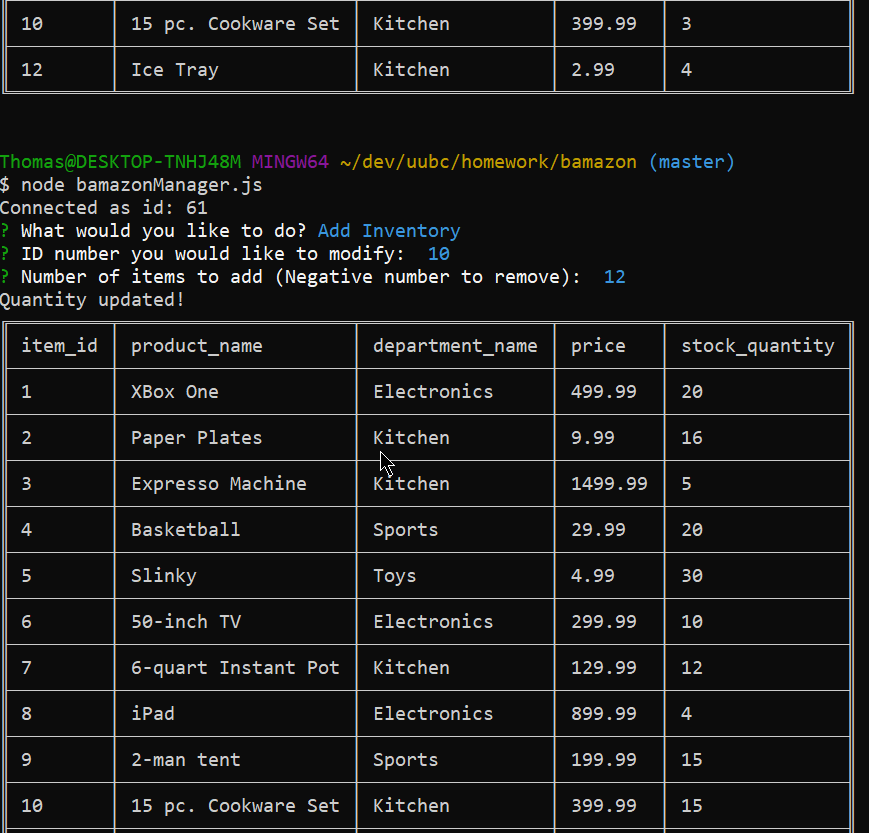 10 15 pc. Cookware Set Kitchen 399.99 3
12 Ice Tray Kitchen 2.99 4
Thomas@DESKTOP-TNHJ48M MINGW64 ~/dev/uubc/homework/bamazon (master)
$ node bamazonManager.js
Connected as id: 61
? What would you like to do? Add Inventory
? ID number you would like to modify:  10
? Number of items to add (Negative number to remove):  12
Quantity updated!
item_id product_name department_name price stock_quantity
1 XBox One Electronics 499.99 20
2 Paper Plates Kitchen 9.99 16
3 Expresso Machine Kitchen 1499.99 5
4 Basketball Sports 29.99 20
5 Slinky Toys 4.99 30
6 50-inch TV Electronics 299.99 10
7 6-quart Instant Pot Kitchen 129.99 12
8 iPad Electronics 899.99 4
9 2-man tent Sports 199.99 15
10 15 pc. Cookware Set Kitchen 399.99 15